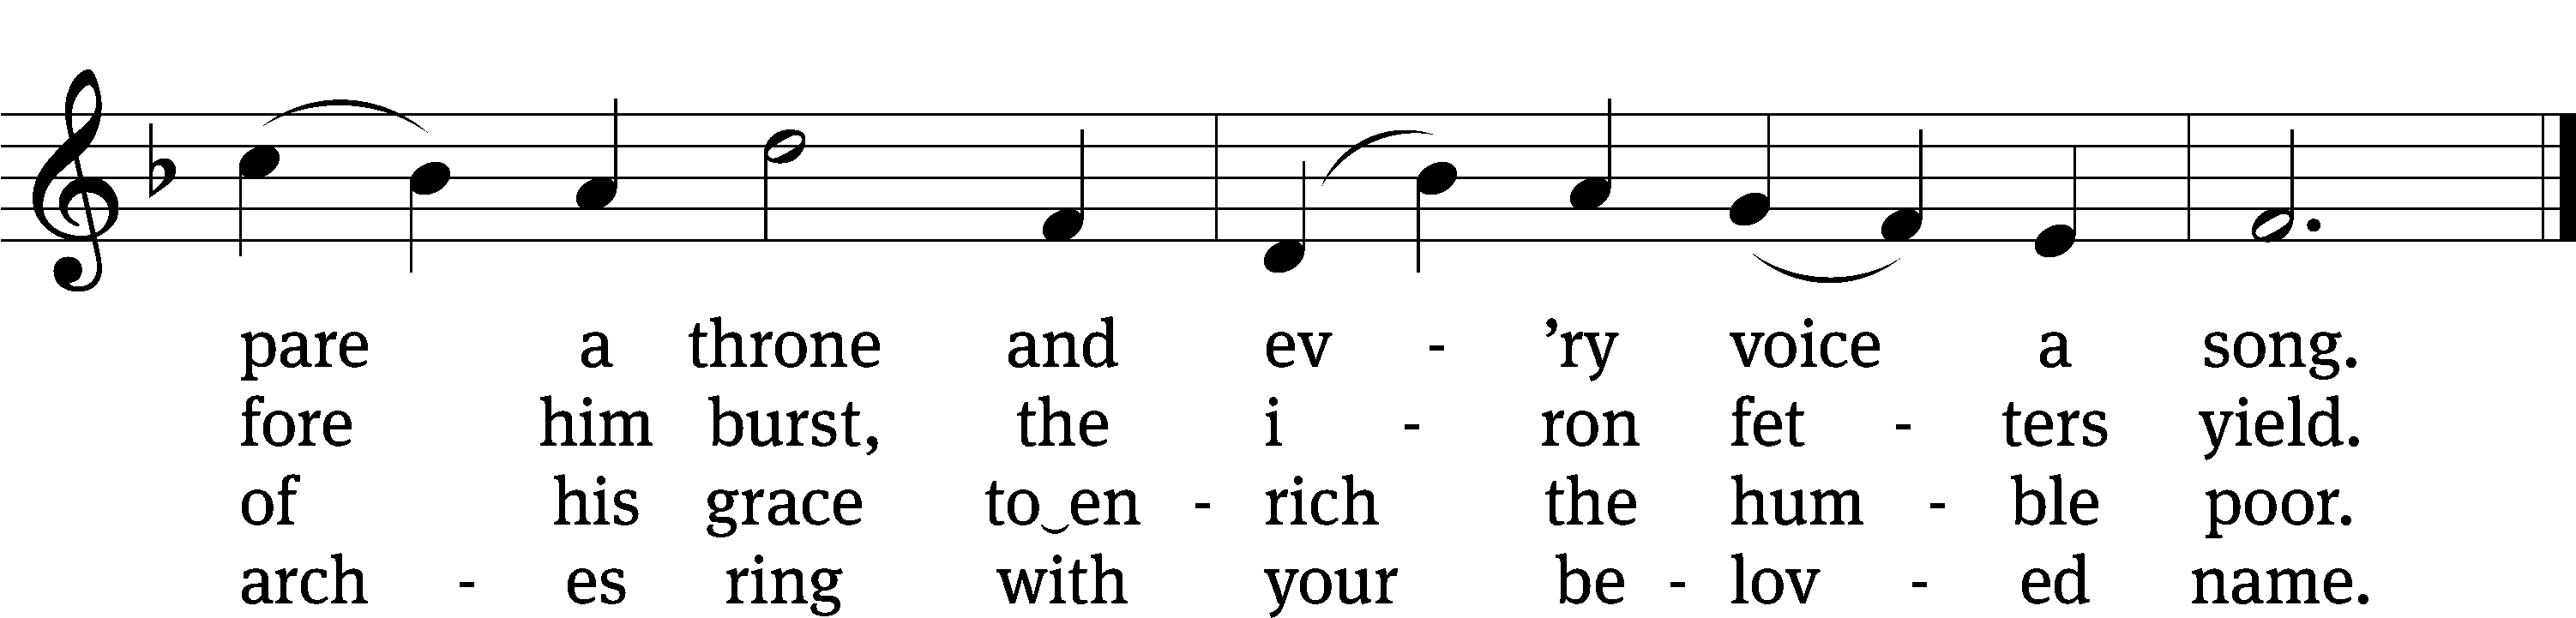 pare a throne and ev - ’ry voice a song.
fore him burst, the i - ron fet - ters yield.
of his grace to‿en - rich the hum - ble poor.
arch - es ring with your be - lov - ed name.